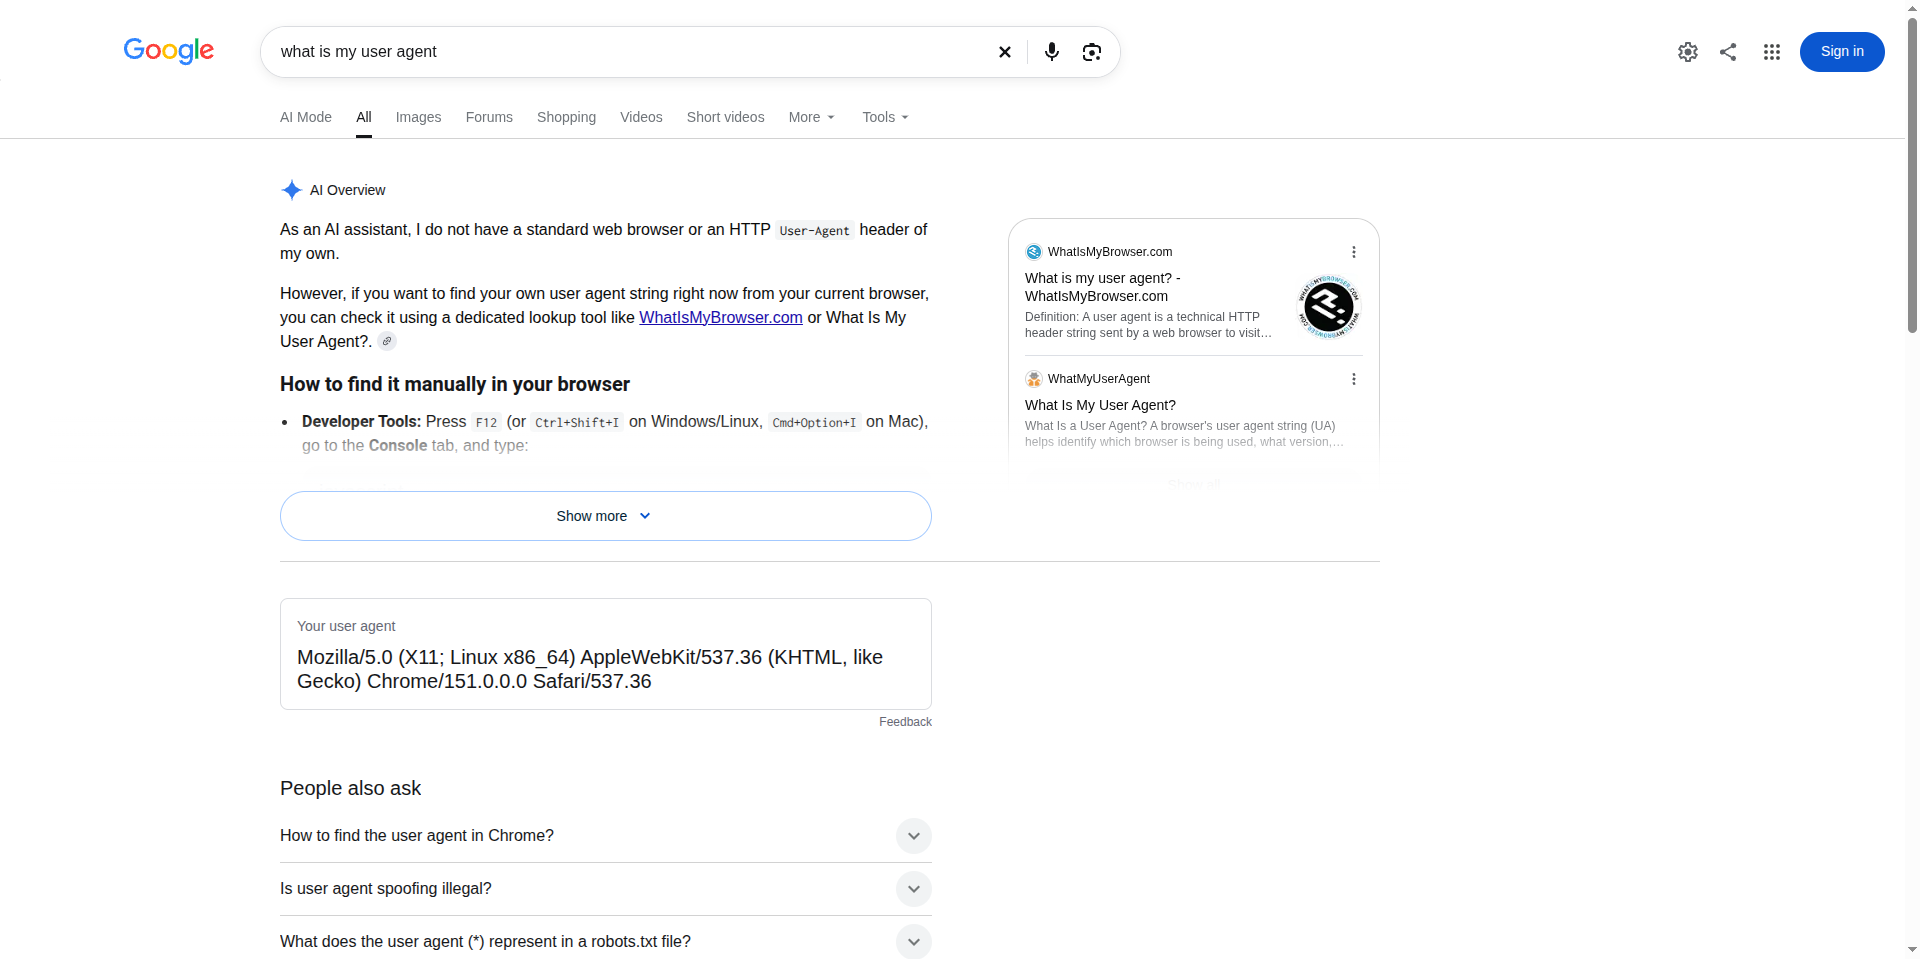 Google
what is my user agent
Sign in
AI Mode All Images Forums Shopping Videos Short videos More Tools
AI Overview
As an AI assistant, I do not have a standard web browser or an HTTP User-Agent header of
my own.
However, if you want to find your own user agent string right now from your current browser,
you can check it using a dedicated lookup tool like WhatIsMyBrowser.com or What Is My
User Agent?.
How to find it manually in your browser
• Developer Tools: Press F12 (or Ctrl+Shift+I on Windows/Linux, Cmd+Option+I on Mac),
go to the Console tab, and type:
Show more
WhatIsMyBrowser.com
What is my user agent? -
WhatIsMyBrowser.com
Definition: A user agent is a technical HTTP
header string sent by a web browser to visit…
WhatMyUserAgent
What Is My User Agent?
What Is a User Agent? A browser's user agent string (UA)
helps identify which browser is being used, what version,…
Show all
Your user agent
Mozilla/5.0 (X11; Linux x86_64) AppleWebKit/537.36 (KHTML, like
Gecko) Chrome/151.0.0.0 Safari/537.36
Feedback
People also ask
How to find the user agent in Chrome?
Is user agent spoofing illegal?
What does the user agent (*) represent in a robots.txt file?